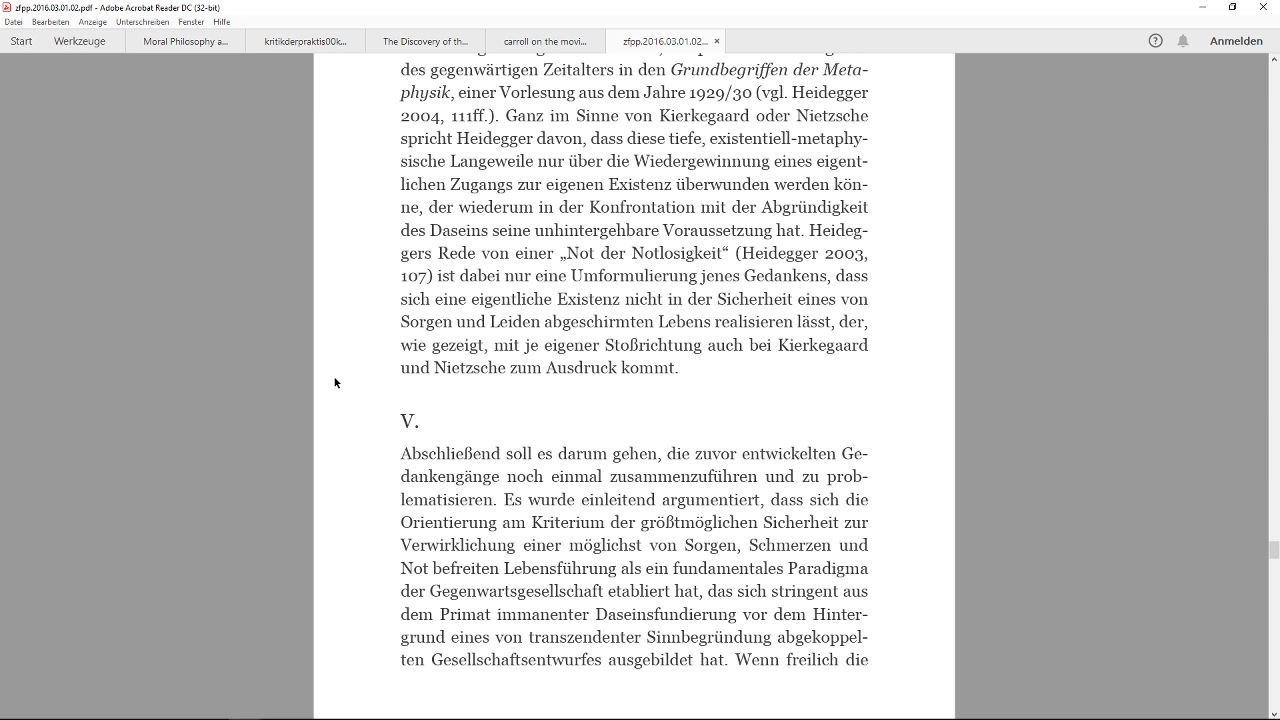 zfpp.2016.03.01.02.pdf - Adobe Acrobat Reader DC (32-bit)
Datei Bearbeiten Anzeige Unterschreiben Fenster Hilfe
Start Werkzeuge Moral Philosophy a... kritikderpraktis00k... The Discovery of th... carroll on the movi... zfpp.2016.03.01.02... × ? Anmelden
des gegenwärtigen Zeitalters in den Grundbegriffen der Meta-
physik, einer Vorlesung aus dem Jahre 1929/30 (vgl. Heidegger
2004, 111ff.). Ganz im Sinne von Kierkegaard oder Nietzsche
spricht Heidegger davon, dass diese tiefe, existentiell-metaphy-
sische Langeweile nur über die Wiedergewinnung eines eigent-
lichen Zugangs zur eigenen Existenz überwunden werden kön-
ne, der wiederum in der Konfrontation mit der Abgründigkeit
des Daseins seine unhintergehbare Voraussetzung hat. Heideg-
gers Rede von einer „Not der Notlosigkeit“ (Heidegger 2003,
107) ist dabei nur eine Umformulierung jenes Gedankens, dass
sich eine eigentliche Existenz nicht in der Sicherheit eines von
Sorgen und Leiden abgeschirmten Lebens realisieren lässt, der,
wie gezeigt, mit je eigener Stoßrichtung auch bei Kierkegaard
und Nietzsche zum Ausdruck kommt.
V.
Abschließend soll es darum gehen, die zuvor entwickelten Ge-
dankengänge noch einmal zusammenzuführen und zu prob-
lematisieren. Es wurde einleitend argumentiert, dass sich die
Orientierung am Kriterium der größtmöglichen Sicherheit zur
Verwirklichung einer möglichst von Sorgen, Schmerzen und
Not befreiten Lebensführung als ein fundamentales Paradigma
der Gegenwartsgesellschaft etabliert hat, das sich stringent aus
dem Primat immanenter Daseinsfundierung vor dem Hinter-
grund eines von transzendenter Sinnbegründung abgekoppel-
ten Gesellschaftsentwurfes ausgebildet hat. Wenn freilich die